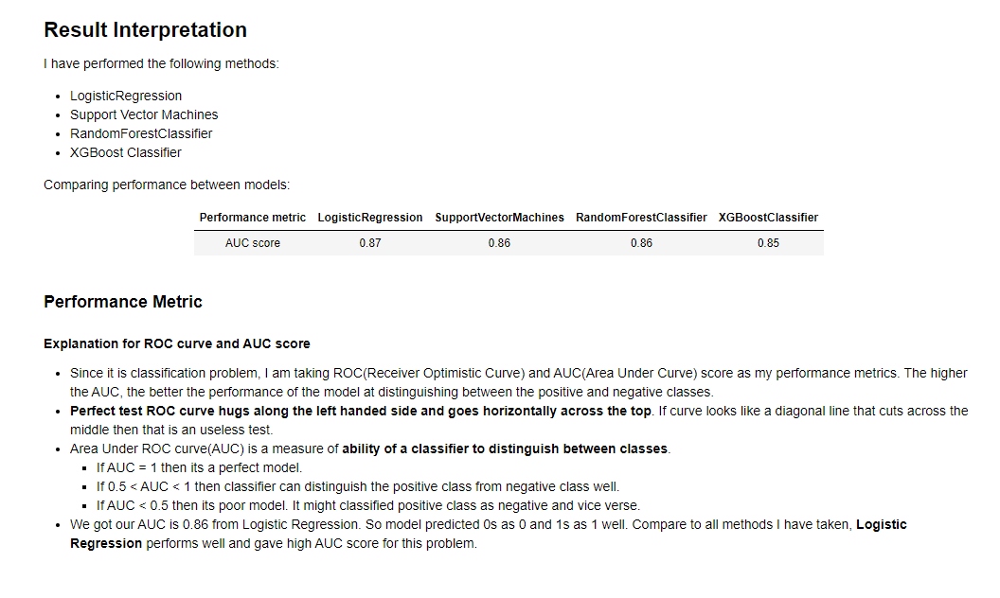 Result Interpretation
I have performed the following methods:
• LogisticRegression
• Support Vector Machines
• RandomForestClassifier
• XGBoost Classifier
Comparing performance between models:
Performance metric LogisticRegression SupportVectorMachines RandomForestClassifier XGBoostClassifier
AUC score 0.87 0.86 0.86 0.85
Performance Metric
Explanation for ROC curve and AUC score
• Since it is classification problem, I am taking ROC(Receiver Optimistic Curve) and AUC(Area Under Curve) score as my performance metrics. The higher
the AUC, the better the performance of the model at distinguishing between the positive and negative classes.
• Perfect test ROC curve hugs along the left handed side and goes horizontally across the top. If curve looks like a diagonal line that cuts across the
middle then that is an useless test.
• Area Under ROC curve(AUC) is a measure of ability of a classifier to distinguish between classes.
▪ If AUC = 1 then its a perfect model.
▪ If 0.5 < AUC < 1 then classifier can distinguish the positive class from negative class well.
▪ If AUC < 0.5 then its poor model. It might classified positive class as negative and vice verse.
• We got our AUC is 0.86 from Logistic Regression. So model predicted 0s as 0 and 1s as 1 well. Compare to all methods I have taken, Logistic
Regression performs well and gave high AUC score for this problem.